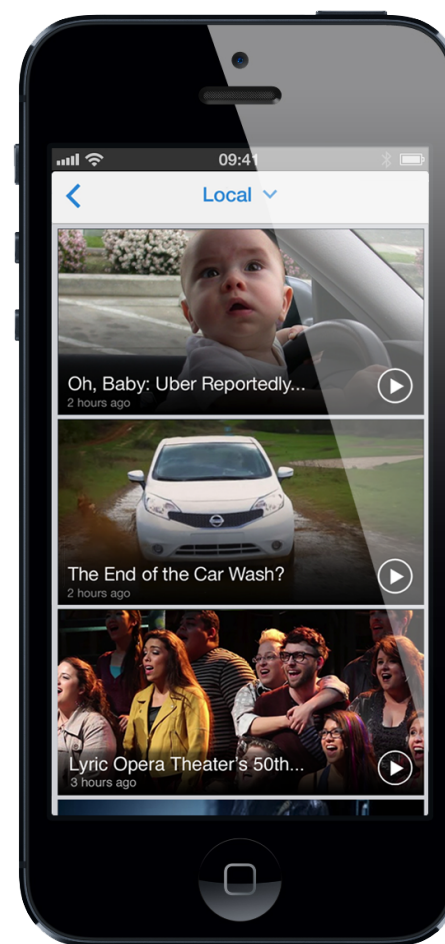 09:41
Local
Oh, Baby: Uber Reportedly...
2 hours ago
The End of the Car Wash?
2 hours ago
Lyric Opera Theater's 50th...
3 hours ago